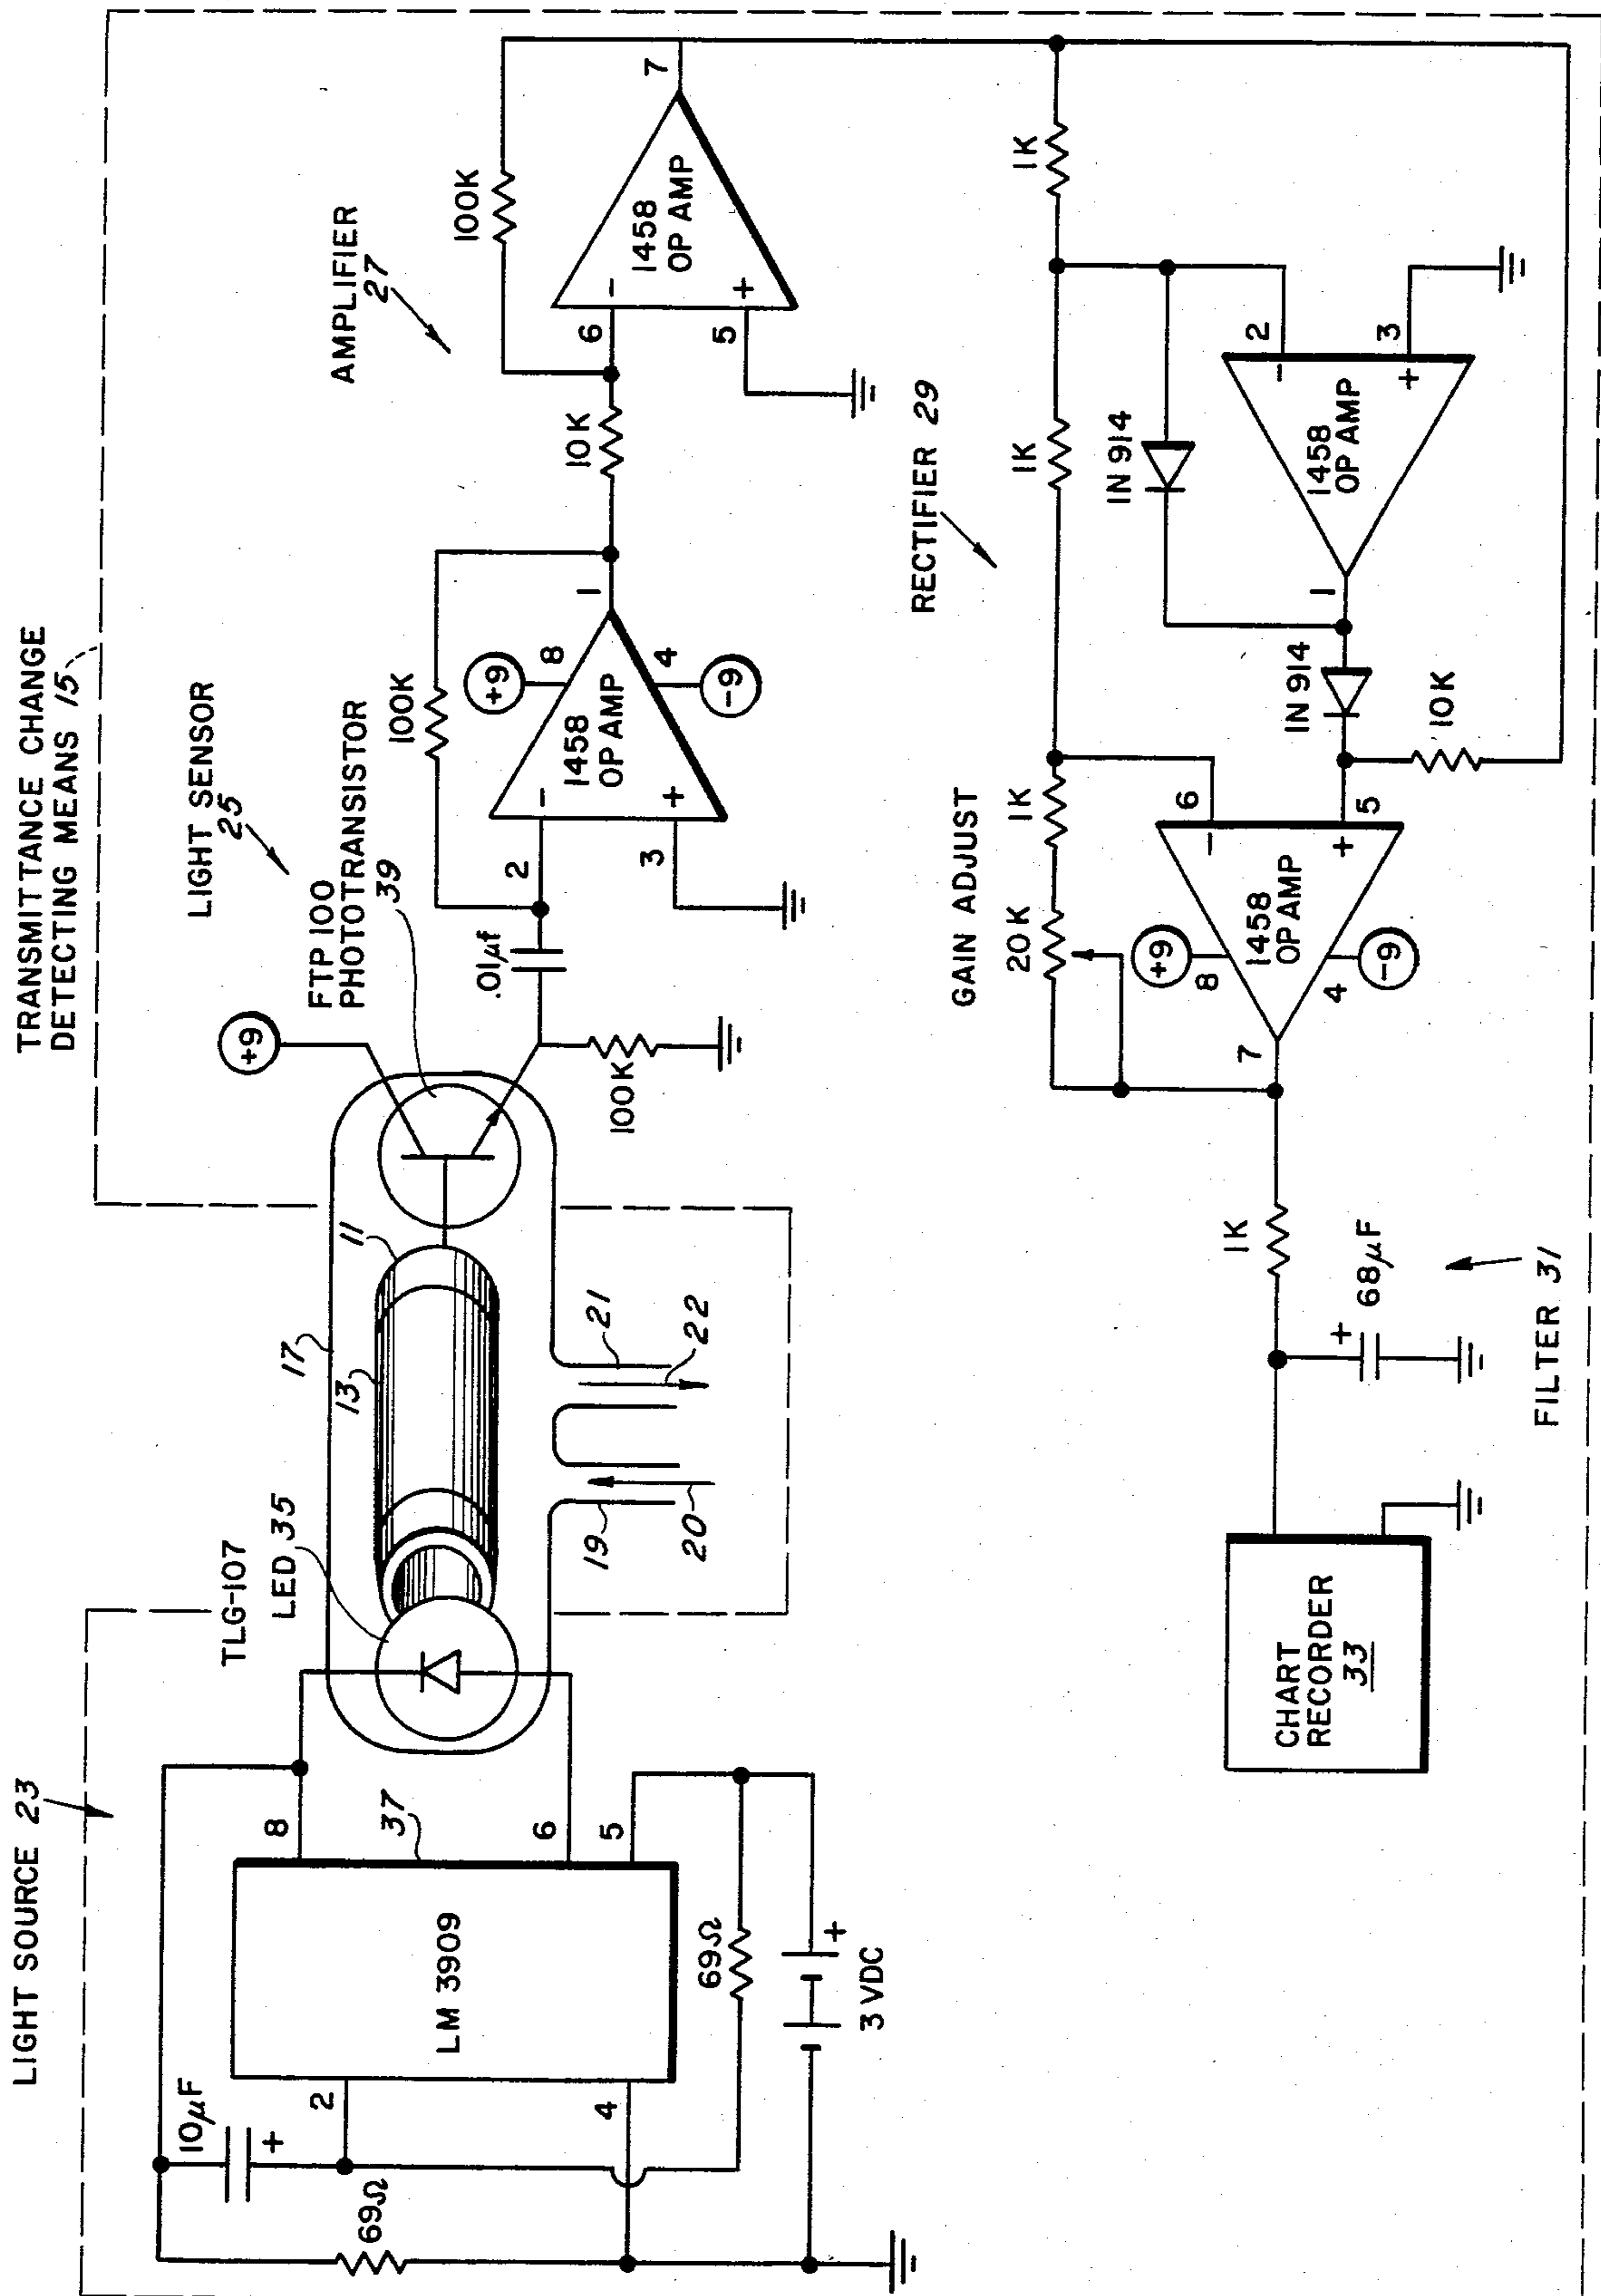 LIGHT SOURCE 23
TRANSMITTANCE CHANGE
DETECTING MEANS 15
10µF
+
2
69Ω
4
LM 3909
37
8
6
5
69Ω
+
3 VDC
TLG-107
LED 35
17
13
11
19
20
21
22
LIGHT SENSOR
25
FTP 100
PHOTOTRANSISTOR
39
+9
100K
.01µf
2
3
100K
-
+
1458
OP AMP
+9
8
4
-9
1
10K
AMPLIFIER
27
100K
6
5
-
+
1458
OP AMP
7
RECTIFIER 29
1K
1K
IN 914
2
3
-
+
1458
OP AMP
1
IN 914
10K
GAIN ADJUST
20K
1K
6
5
-
+
1458
OP AMP
+9
8
4
-9
7
1K
+
68µF
FILTER 31
CHART
RECORDER
33